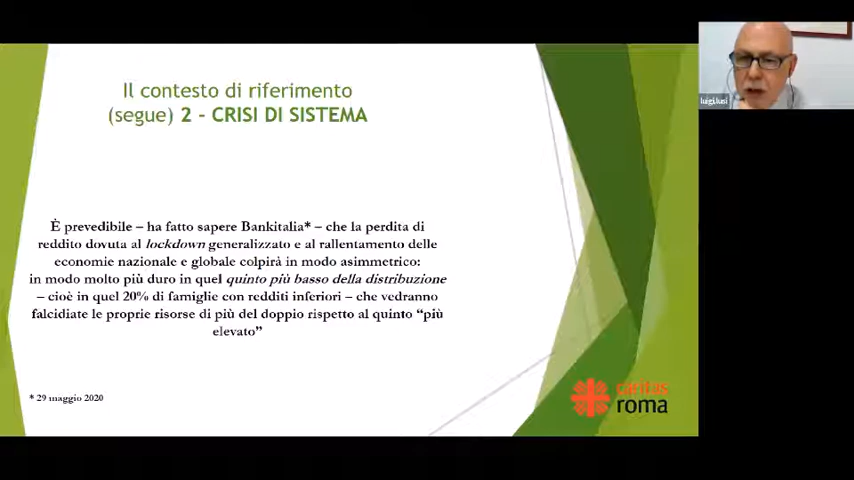 Il contesto di riferimento
(segue) 2 - CRISI DI SISTEMA
È prevedibile – ha fatto sapere Bankitalia* – che la perdita di
reddito dovuta al lockdown generalizzato e al rallentamento delle
economie nazionale e globale colpirà in modo asimmetrico:
in modo molto più duro in quel quinto più basso della distribuzione
– cioè in quel 20% di famiglie con redditi inferiori – che vedranno
falcidiate le proprie risorse di più del doppio rispetto al quinto “più
elevato”
* 29 maggio 2020
caritas
roma
luigi.lusi